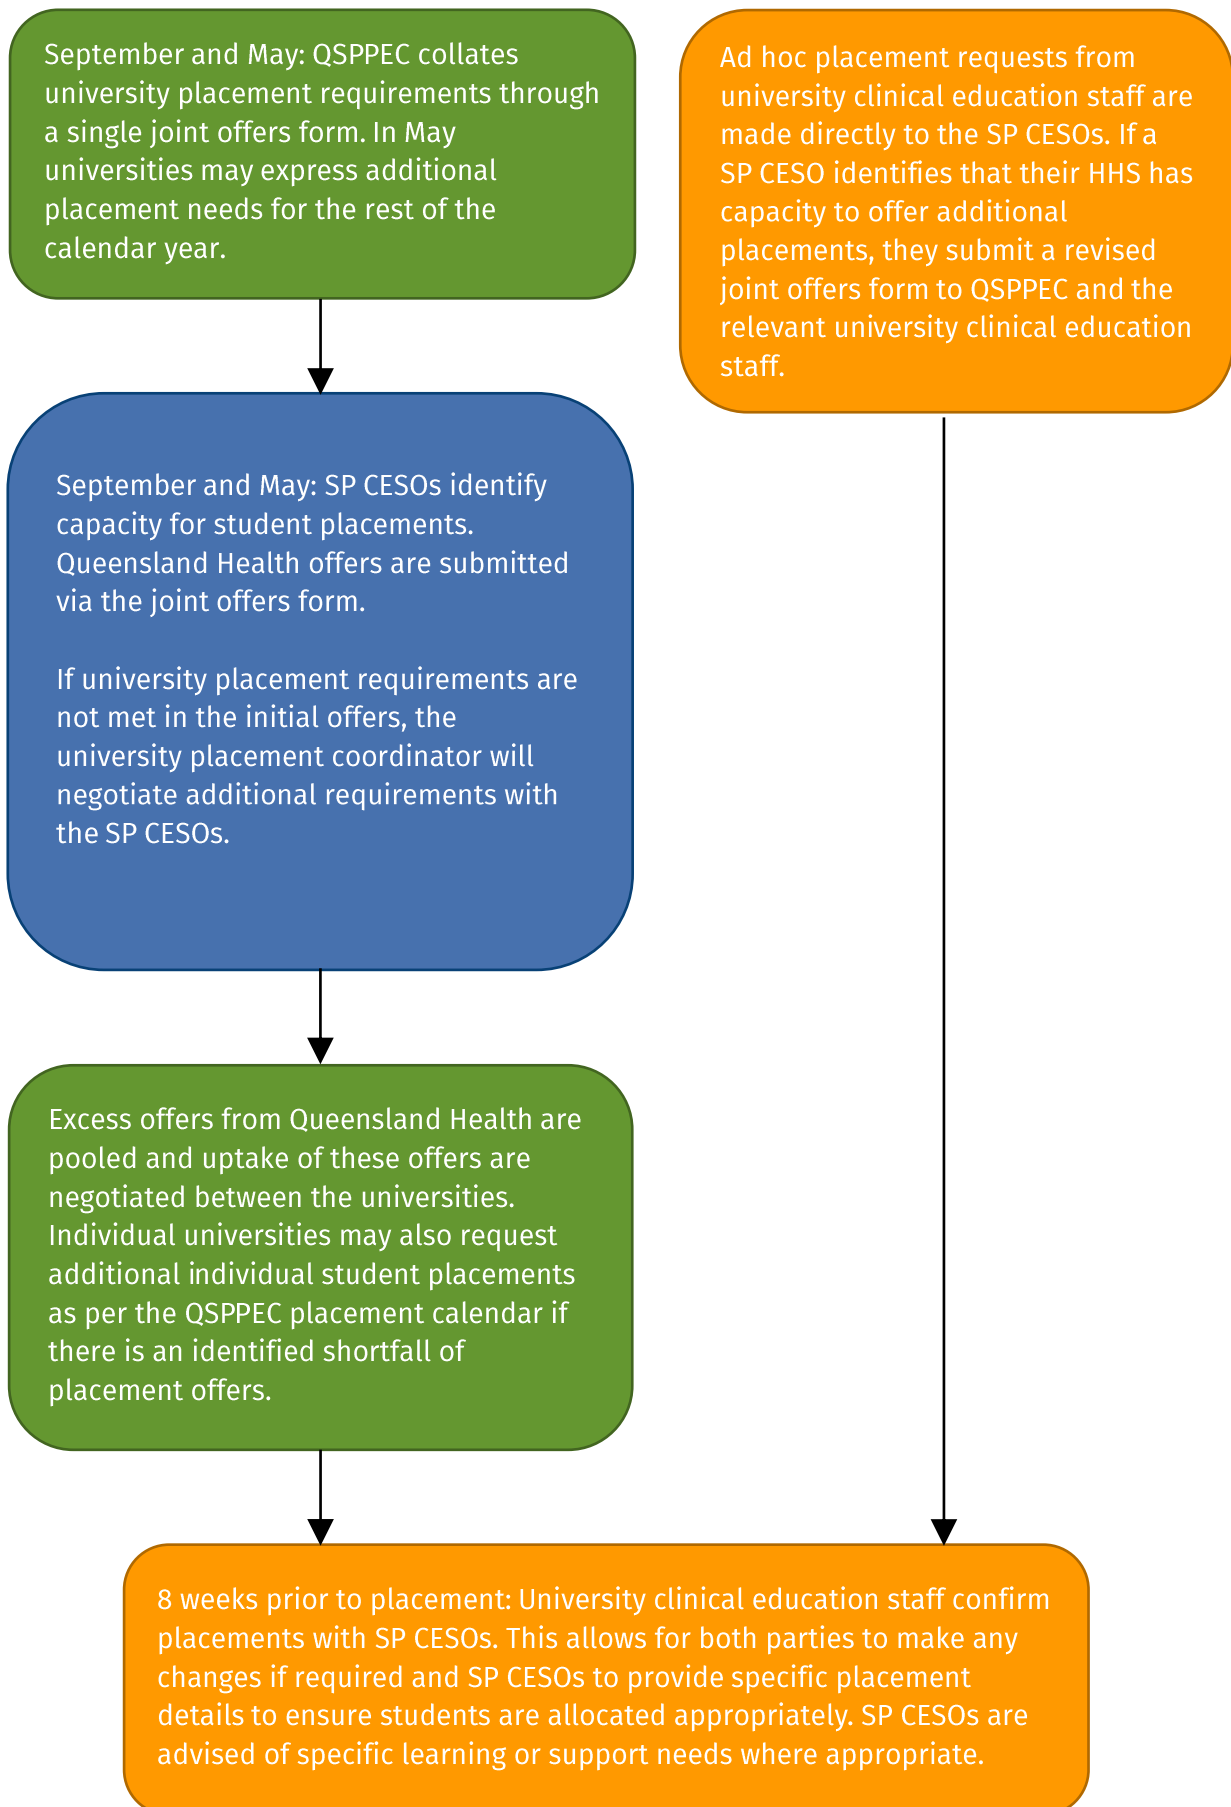 September and May: QSPPEC collates
university placement requirements through
a single joint offers form. In May
universities may express additional
placement needs for the rest of the
calendar year.
Ad hoc placement requests from
university clinical education staff are
made directly to the SP CESOs. If a
SP CESO identifies that their HHS has
capacity to offer additional
placements, they submit a revised
joint offers form to QSPPEC and the
relevant university clinical education
staff.
September and May: SP CESOs identify
capacity for student placements.
Queensland Health offers are submitted
via the joint offers form.
If university placement requirements are
not met in the initial offers, the
university placement coordinator will
negotiate additional requirements with
the SP CESOs.
Excess offers from Queensland Health are
pooled and uptake of these offers are
negotiated between the universities.
Individual universities may also request
additional individual student placements
as per the QSPPEC placement calendar if
there is an identified shortfall of
placement offers.
8 weeks prior to placement: University clinical education staff confirm
placements with SP CESOs. This allows for both parties to make any
changes if required and SP CESOs to provide specific placement
details to ensure students are allocated appropriately. SP CESOs are
advised of specific learning or support needs where appropriate.